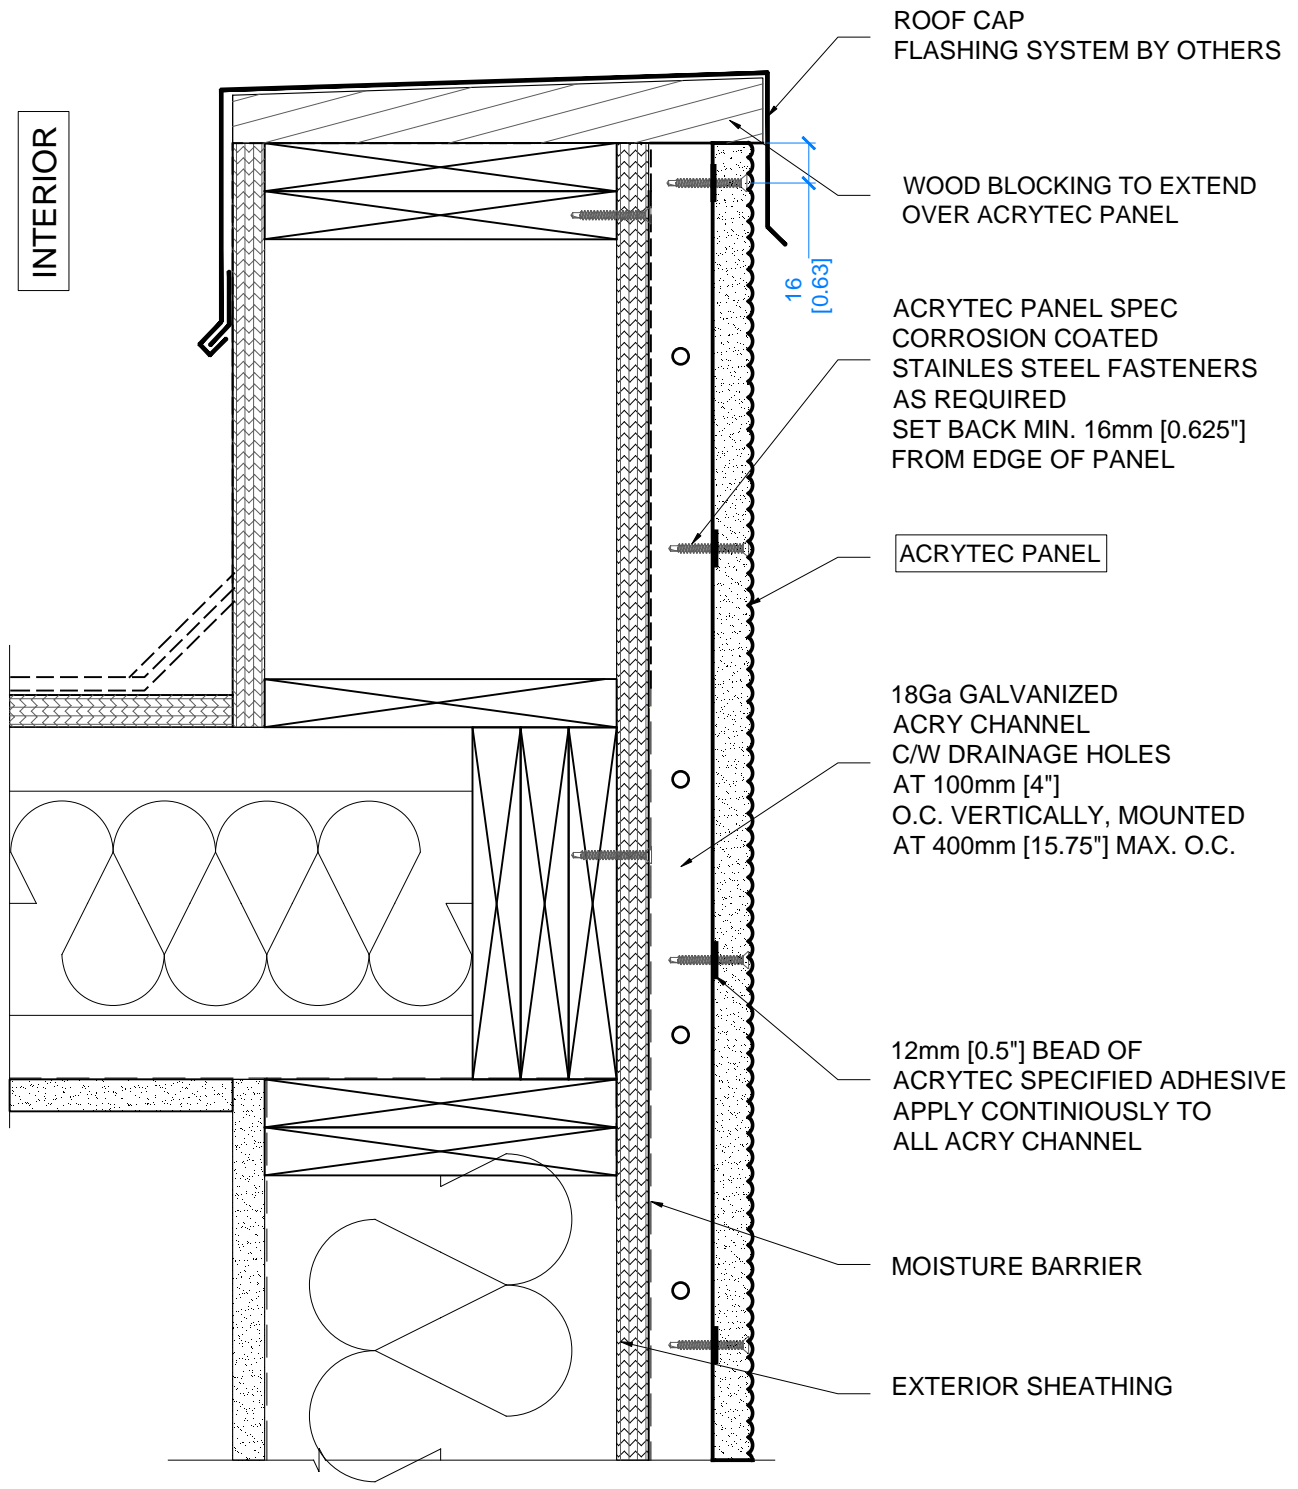 ROOF CAP
FLASHING SYSTEM BY OTHERS
INTERIOR
WOOD BLOCKING TO EXTEND
OVER ACRYTEC PANEL
16
[0.63]
ACRYTEC PANEL SPEC
CORROSION COATED
STAINLES STEEL FASTENERS
AS REQUIRED
SET BACK MIN. 16mm [0.625"]
FROM EDGE OF PANEL
ACRYTEC PANEL
18Ga GALVANIZED
ACRY CHANNEL
C/W DRAINAGE HOLES
AT 100mm [4"]
O.C. VERTICALLY, MOUNTED
AT 400mm [15.75"] MAX. O.C.
12mm [0.5"] BEAD OF
ACRYTEC SPECIFIED ADHESIVE
APPLY CONTINIOUSLY TO
ALL ACRY CHANNEL
MOISTURE BARRIER
EXTERIOR SHEATHING